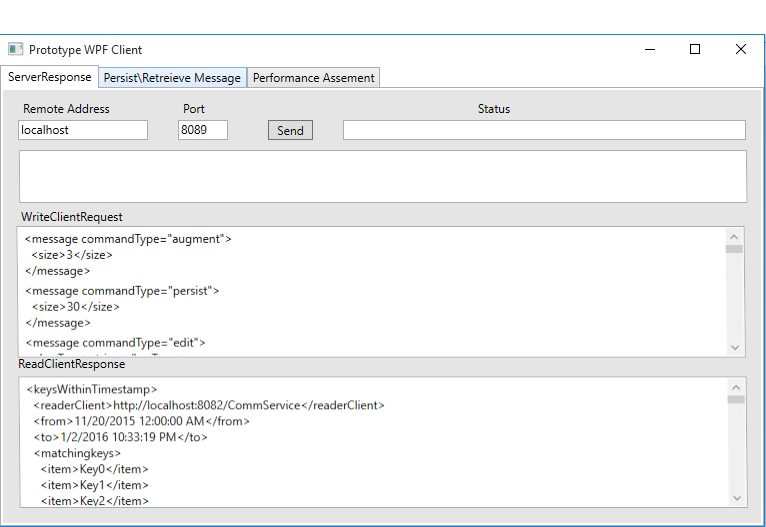 Prototype WPF Client
ServerResponse Persist\Retreieve Message Performance Assement
Remote Address Port Status
localhost 8089 Send
WriteClientRequest
<message commandType="augment">
<size>3</size>
</message>
<message commandType="persist">
<size>30</size>
</message>
<message commandType="edit">
ReadClientResponse
<keysWithinTimestamp>
<readerClient>http://localhost:8082/CommService</readerClient>
<from>11/20/2015 12:00:00 AM</from>
<to>1/2/2016 10:33:19 PM</to>
<matchingkeys>
<item>Key0</item>
<item>Key1</item>
<item>Key2</item>